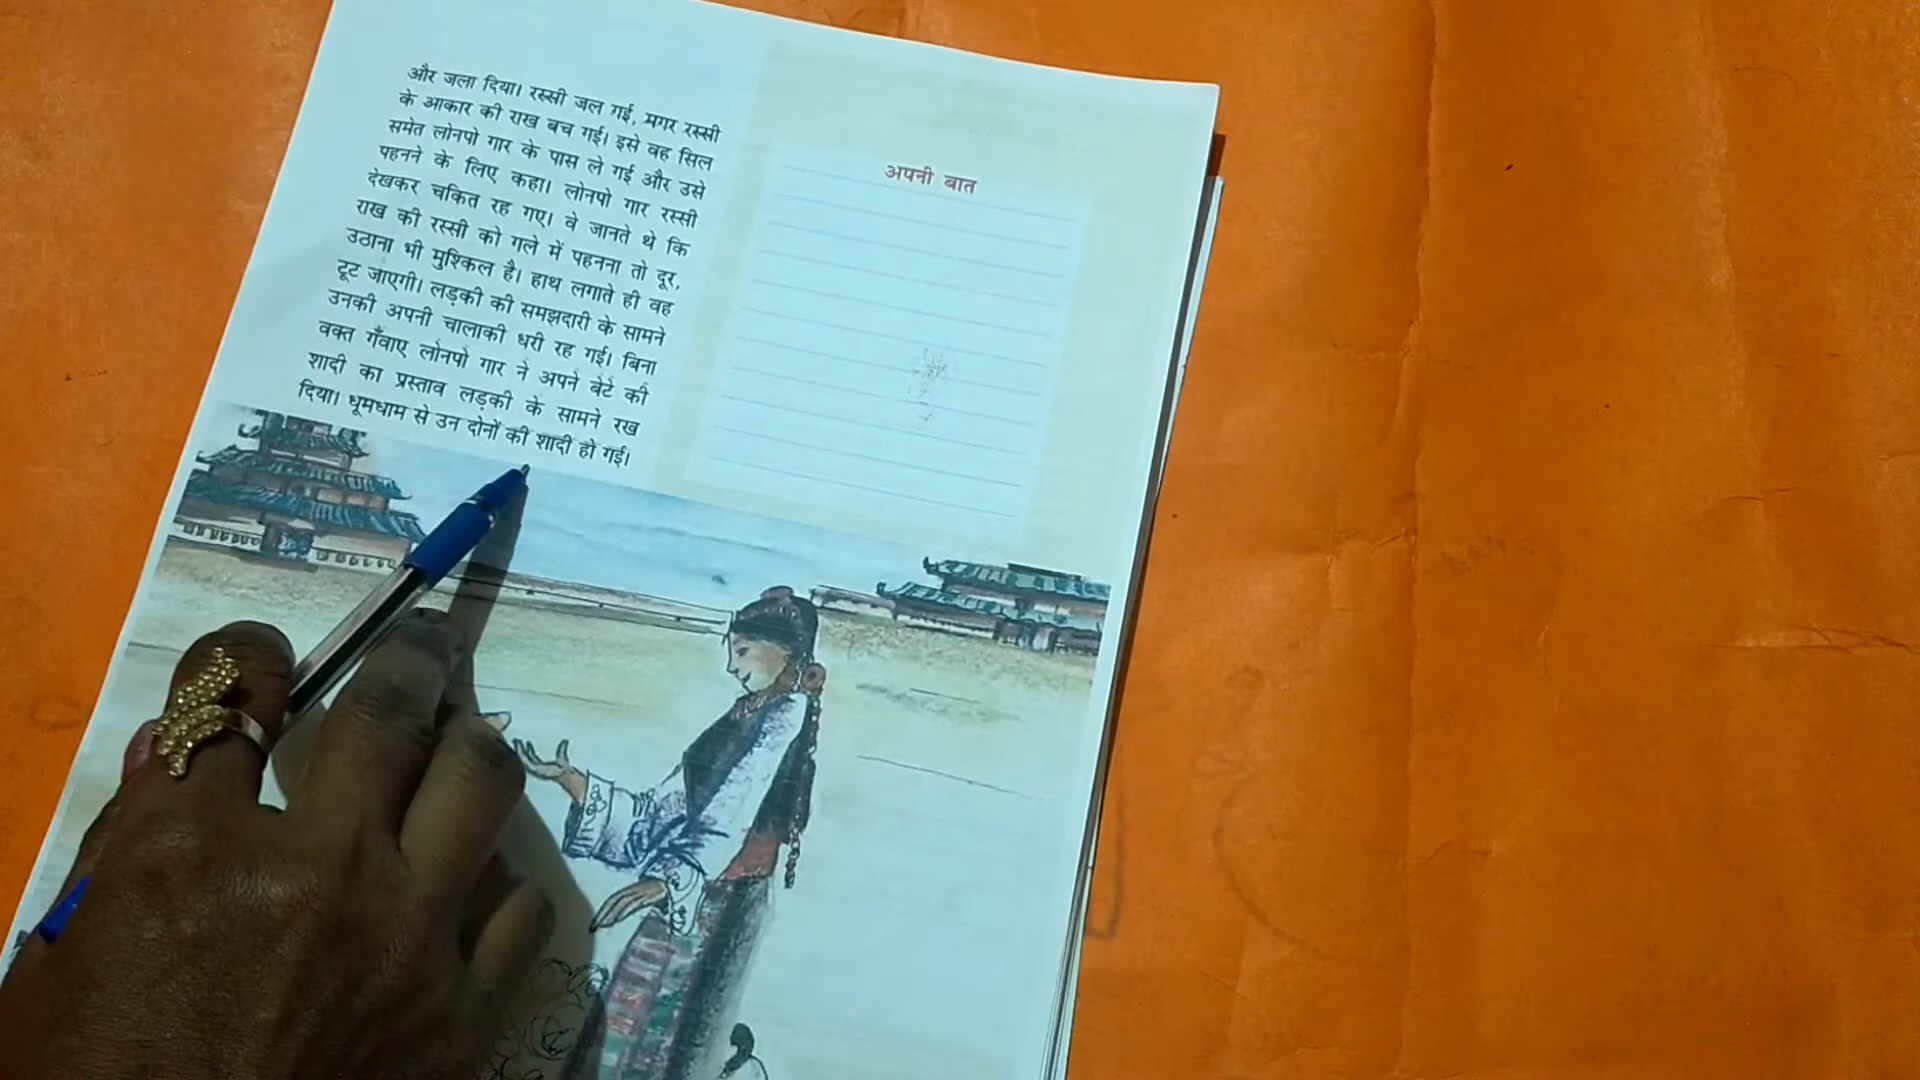 और जला दिया। रस्सी जल गई, मगर रस्सी
के आकार की राख बच गई। इसे वह सिल
समेत लोनपो गार के पास ले गई और उसे
पहनने के लिए कहा। लोनपो गार रस्सी
देखकर चकित रह गए। वे जानते थे कि
राख की रस्सी को गले में पहनना तो दूर,
उठाना भी मुश्किल है। हाथ लगाते ही वह
टूट जाएगी। लड़की की समझदारी के सामने
उनकी अपनी चालाकी धरी रह गई। बिना
वक्त गँवाए लोनपो गार ने अपने बेटे की
शादी का प्रस्ताव लड़की के सामने रख
दिया। धूमधाम से उन दोनों की शादी हो गई।
अपनी बात